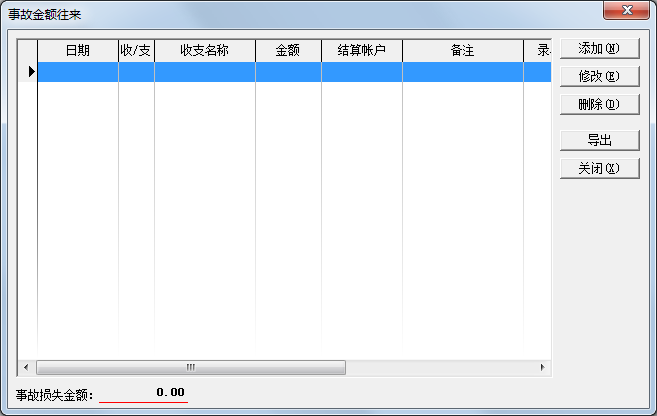 事故金额往来
日期 收/支 收支名称 金额 结算帐户 备注
添加(N)
修改(E)
删除(D)
导出
关闭(X)
事故损失金额： 0.00